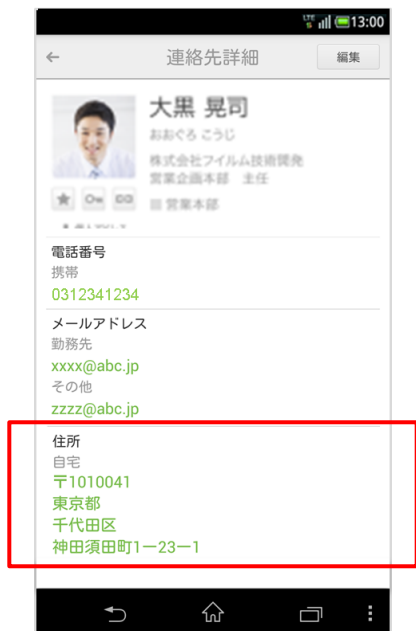 LTE 13:00
連絡先詳細
編集
大黒 晃司
おおぐろ こうじ
株式会社フイルム技術開発
営業企画本部 主任
営業本部
電話番号
携帯
0312341234
メールアドレス
勤務先
xxxx@abc.jp
その他
zzzz@abc.jp
住所
自宅
〒1010041
東京都
千代田区
神田須田町1ー23ー1